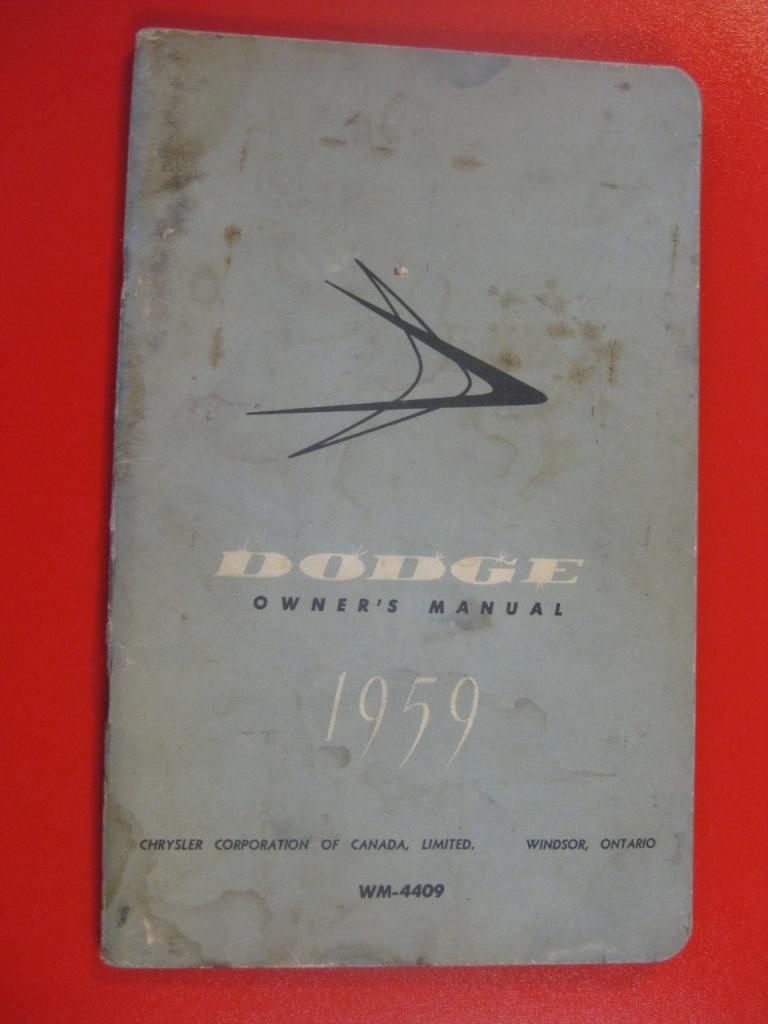 DODGE
OWNER'S MANUAL
1959
CHRYSLER CORPORATION OF CANADA, LIMITED. WINDSOR, ONTARIO
WM-4409